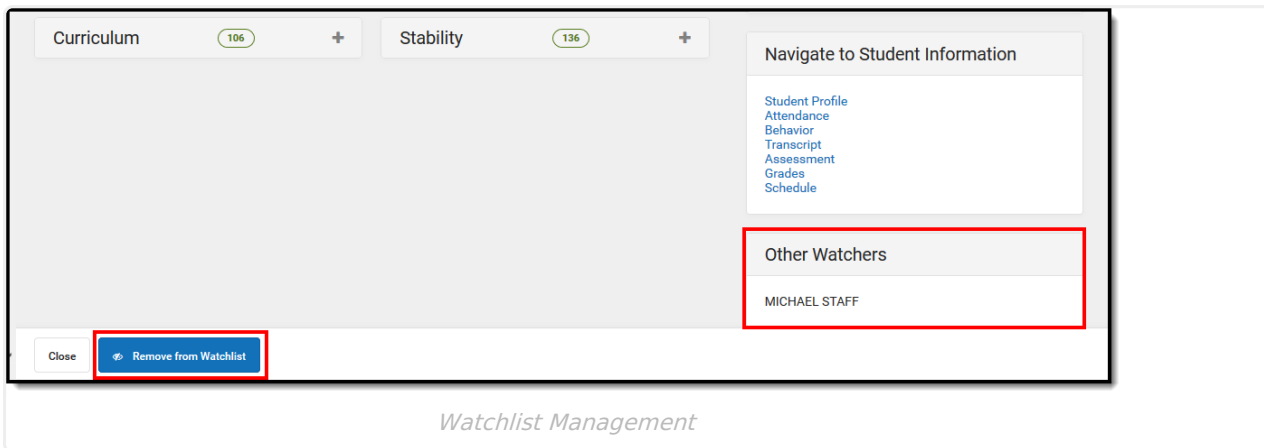 Curriculum 106 + Stability 136 +
Navigate to Student Information
Student Profile
Attendance
Behavior
Transcript
Assessment
Grades
Schedule
Other Watchers
MICHAEL STAFF
Close Remove from Watchlist
Watchlist Management